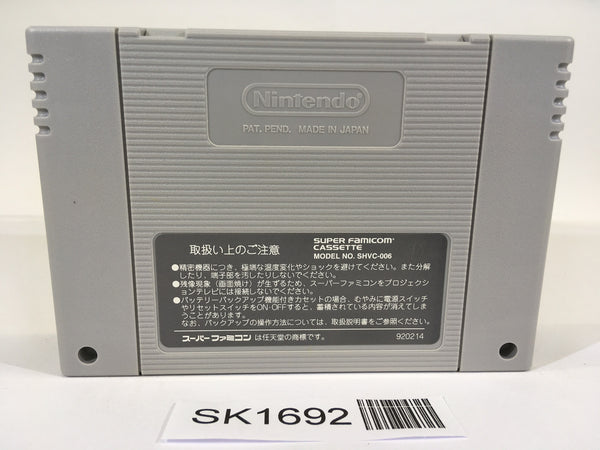 Nintendo
PAT. PEND. MADE IN JAPAN
取扱い上のご注意
SUPER FAMICOM
CASSETTE
MODEL NO. SHVC-006
●精密機器につき、極端な温度変化やショックを避けてください。また分解
したり、端子部を汚したりしないでください。
●残像現象（画面焼け）が生ずるため、スーパーファミコンをプロジェクショ
ンテレビには接続しないでください。
●バッテリーバックアップ機能付きカセットの場合、むやみに電源スイッチ
やリセットスイッチをON・OFFすると、蓄積されている内容が消えてしま
うことがあります。
なお、バックアップの操作方法については、取扱説明書をご参照ください。
スーパーファミコン は任天堂の商標です。
920214
SK1692